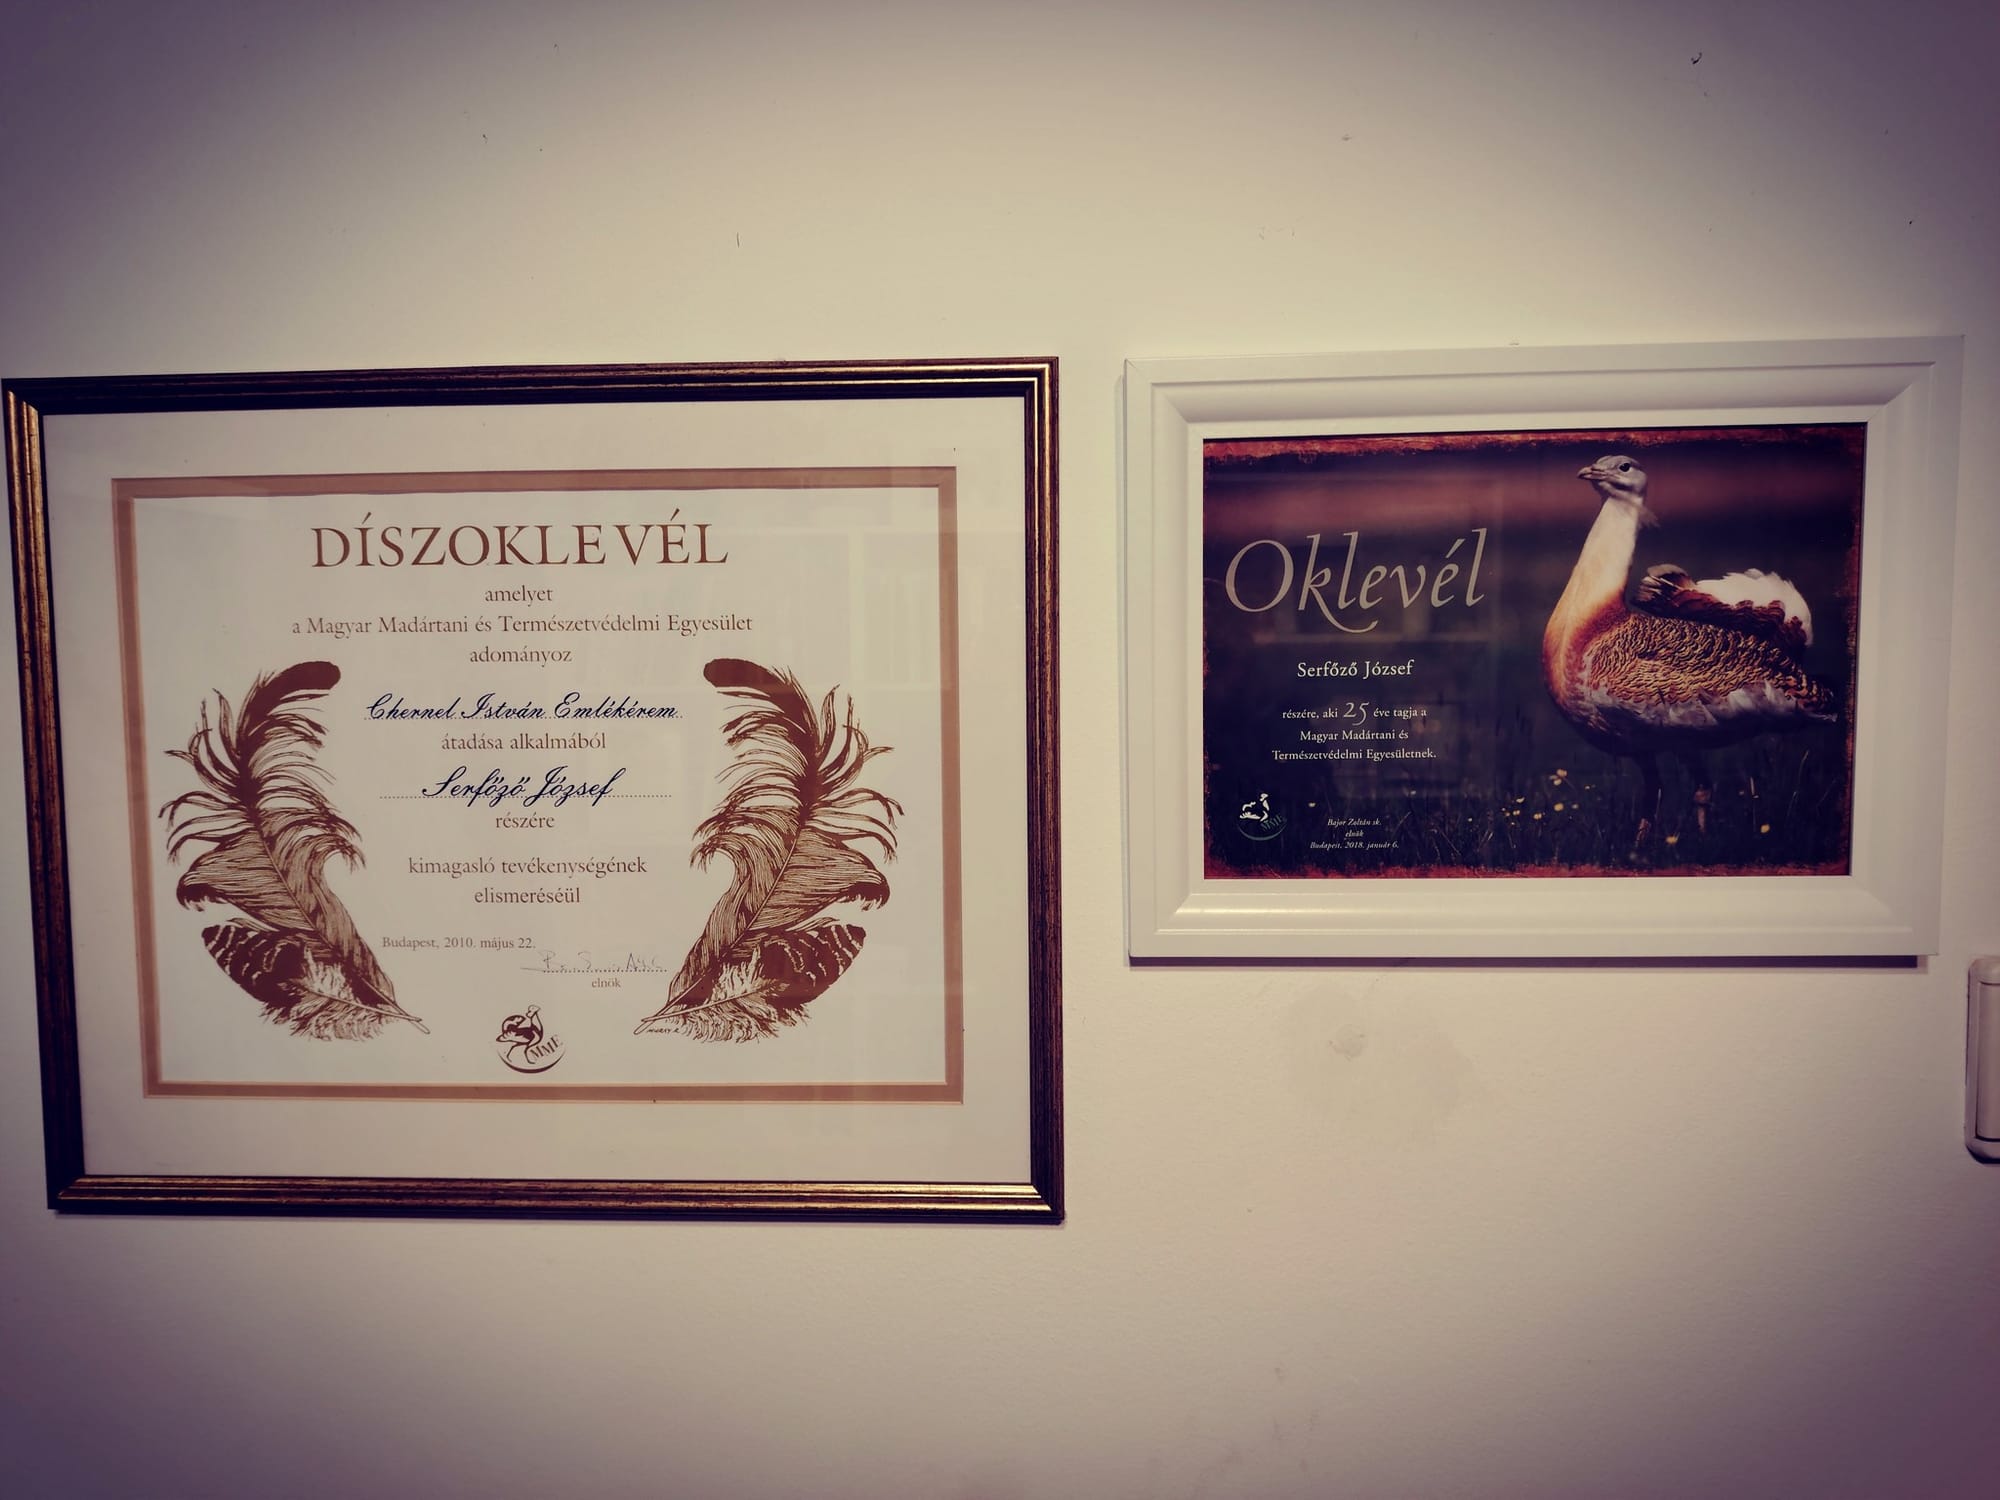 DÍSZOKLEVÉL
amelyet
a Magyar Madártani és Természetvédelmi Egyesület
adományoz
Chernel István Emlékérem
átadása alkalmából
Serfőző József
részére
kimagasló tevékenységének
elismeréséül
Budapest, 2010. május 22.
elnök
MME
Oklevél
Serfőző József
részére, aki 25 éve tagja a
Magyar Madártani és
Természetvédelmi Egyesületnek.
MME
Bajor Zoltán sk.
elnök
Budapest, 2018. január 6.